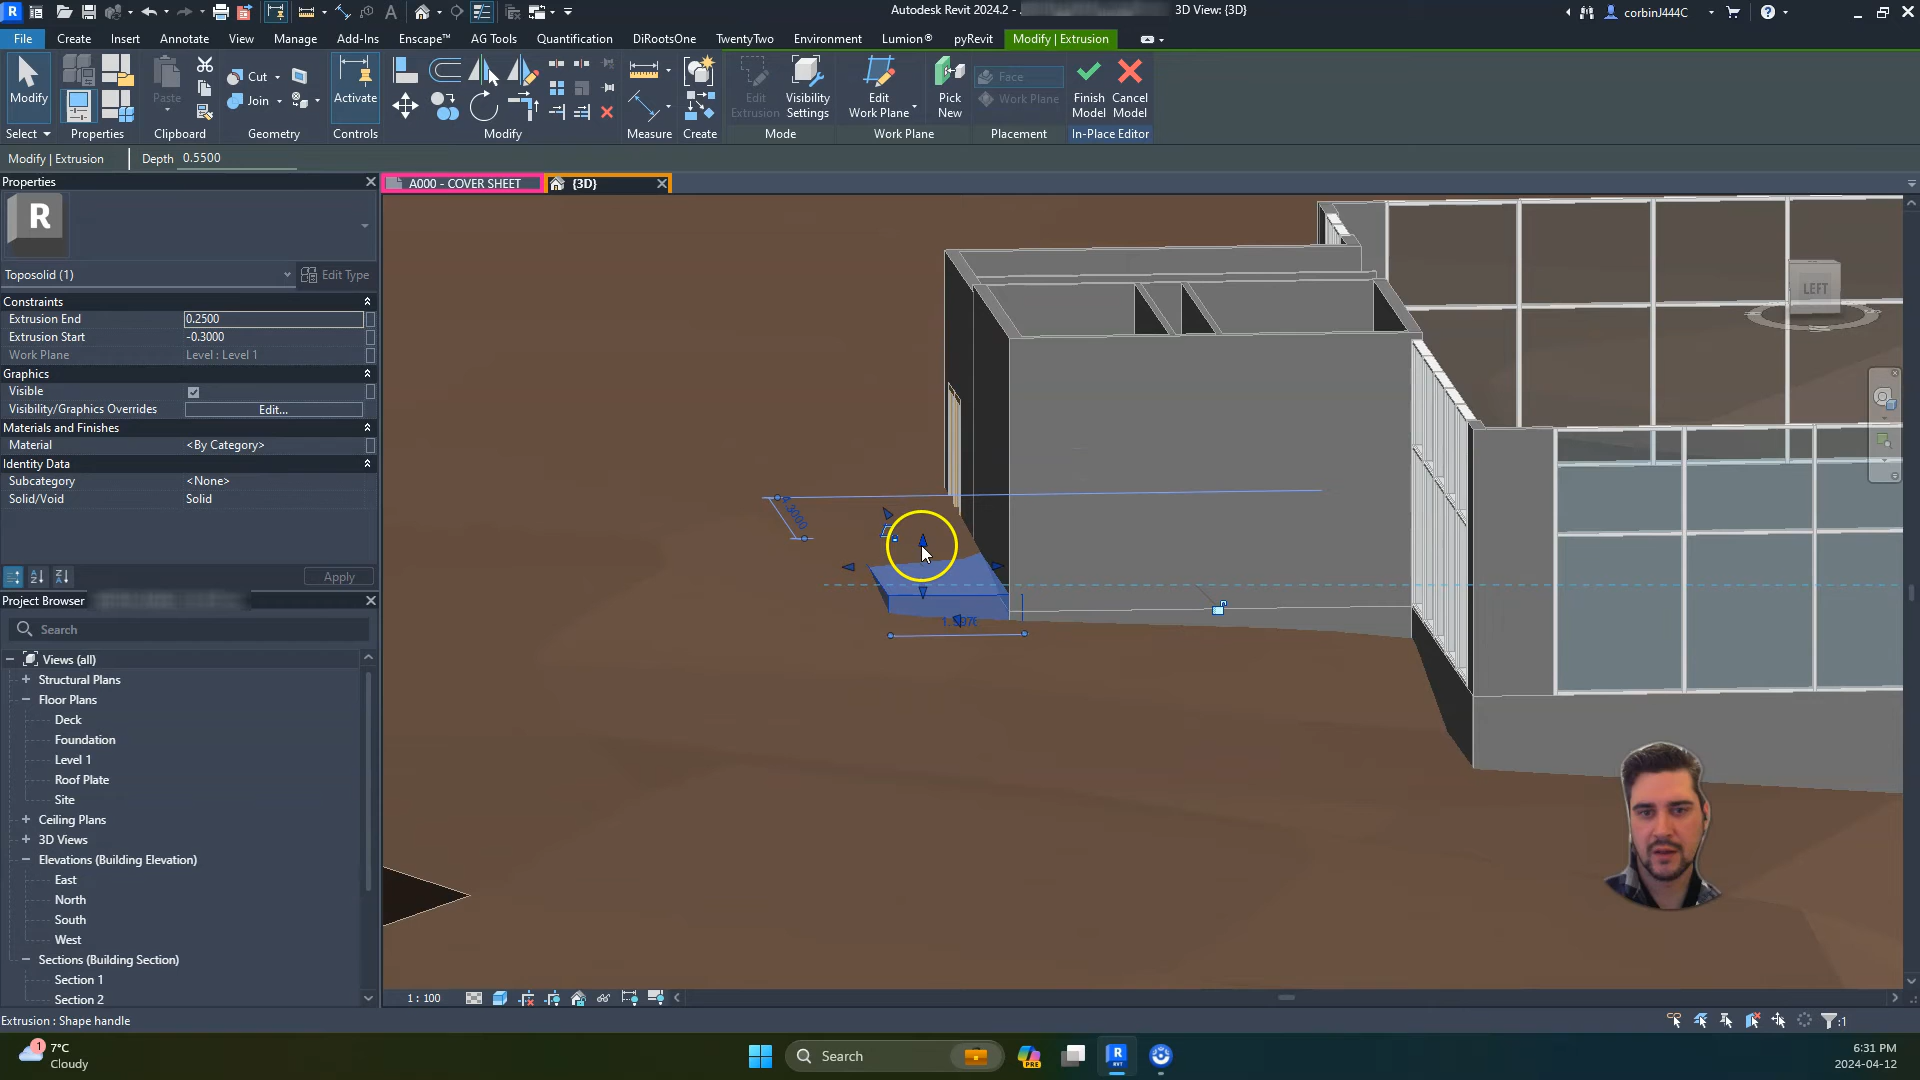 Autodesk Revit 2024.2 -
3D View: {3D}
corbinJ444C
File
Create
Insert
Annotate
View
Manage
Add-Ins
Enscape™
AG Tools
Quantification
DiRootsOne
TwentyTwo
Environment
Lumion®
pyRevit
Modify | Extrusion
Modify
Paste
Cut
Join
Activate
Edit Extrusion
Visibility Settings
Edit Work Plane
Pick New
Face
Work Plane
Finish Model
Cancel Model
Select
Properties
Clipboard
Geometry
Controls
Modify
Measure
Create
Mode
Work Plane
Placement
In-Place Editor
Modify | Extrusion
Depth 0.5500
Properties
A000 - COVER SHEET
{3D}
R
Toposolid (1)
Edit Type
Constraints
Extrusion End 0.2500
Extrusion Start -0.3000
Work Plane Level : Level 1
Graphics
Visible
Visibility/Graphics Overrides Edit...
Materials and Finishes
Material <By Category>
Identity Data
Subcategory <None>
Solid/Void Solid
Apply
Project Browser
Search
Views (all)
Structural Plans
Floor Plans
Deck
Foundation
Level 1
Roof Plate
Site
Ceiling Plans
3D Views
Elevations (Building Elevation)
East
North
South
West
Sections (Building Section)
Section 1
Section 2
LEFT
1 : 100
Extrusion : Shape handle
:1
1
7°C
Cloudy
Search
PRE
R
RVT
6:31 PM
2024-04-12